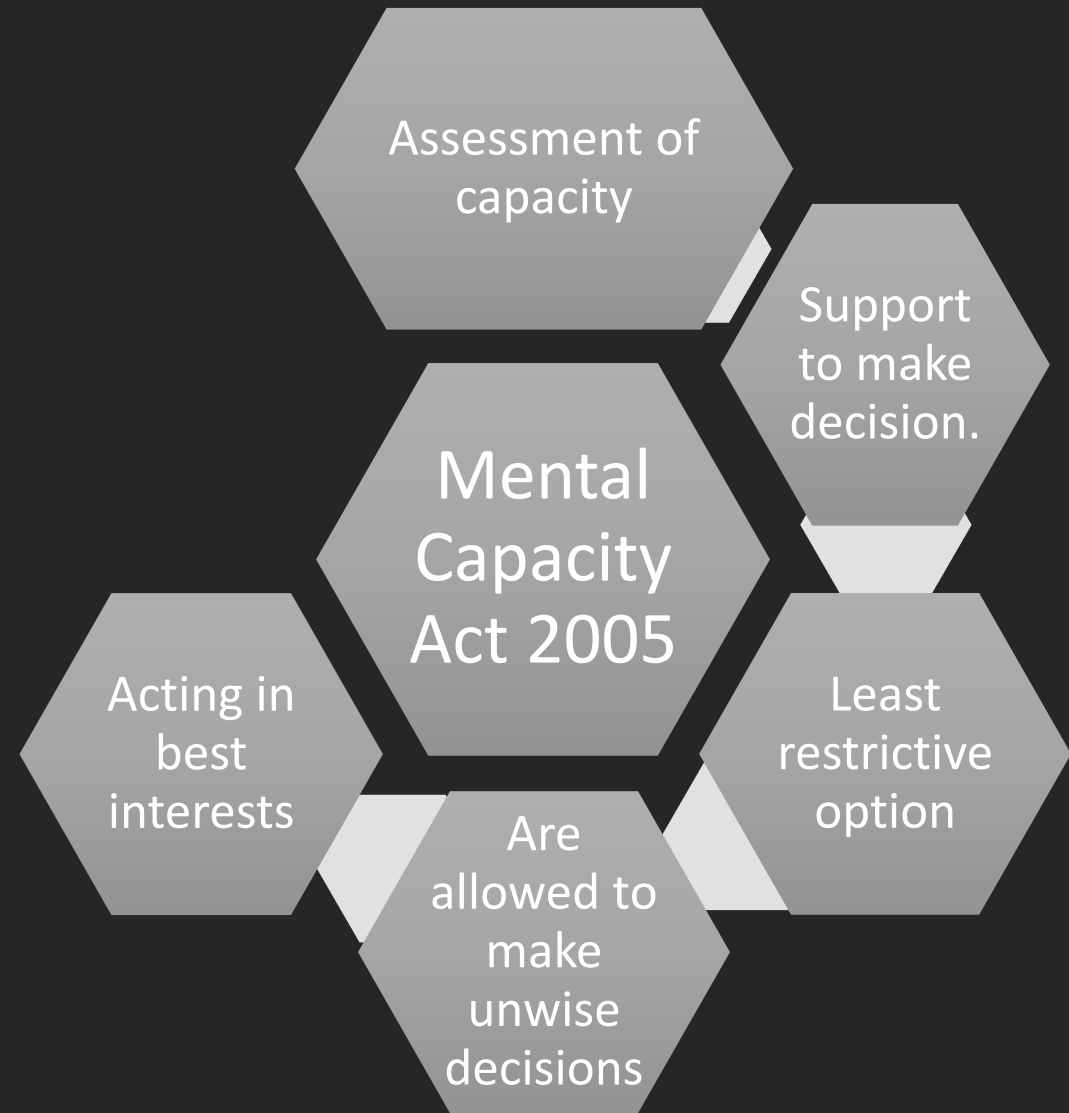 Assessment of
capacity
Support
to make
decision.
Mental
Capacity
Act 2005
Least
restrictive
option
Acting in
best
interests
Are
allowed to
make
unwise
decisions